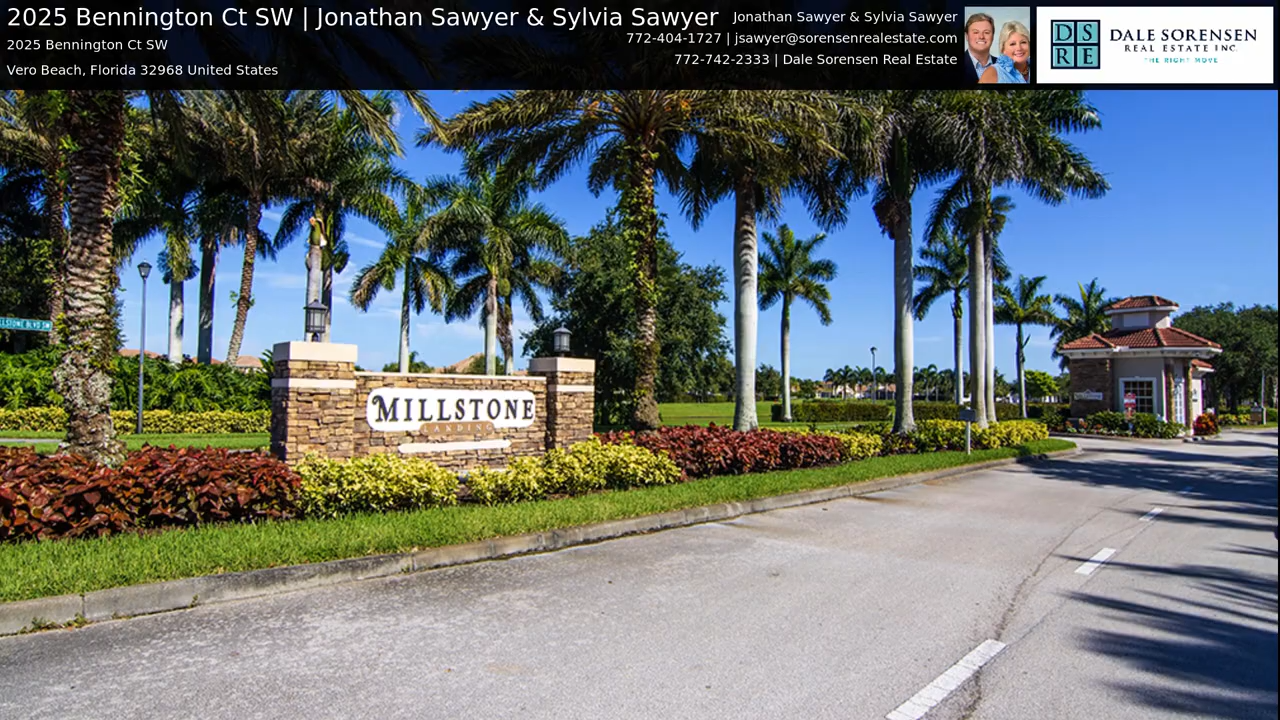 2025 Bennington Ct SW | Jonathan Sawyer & Sylvia Sawyer
2025 Bennington Ct SW
Vero Beach, Florida 32968 United States
Jonathan Sawyer & Sylvia Sawyer
772-404-1727 | jsawyer@sorensenrealestate.com
772-742-2333 | Dale Sorensen Real Estate
DS
RE
DALE SORENSEN
REAL ESTATE INC.
THE RIGHT MOVE
MILLSTONE
LANDING